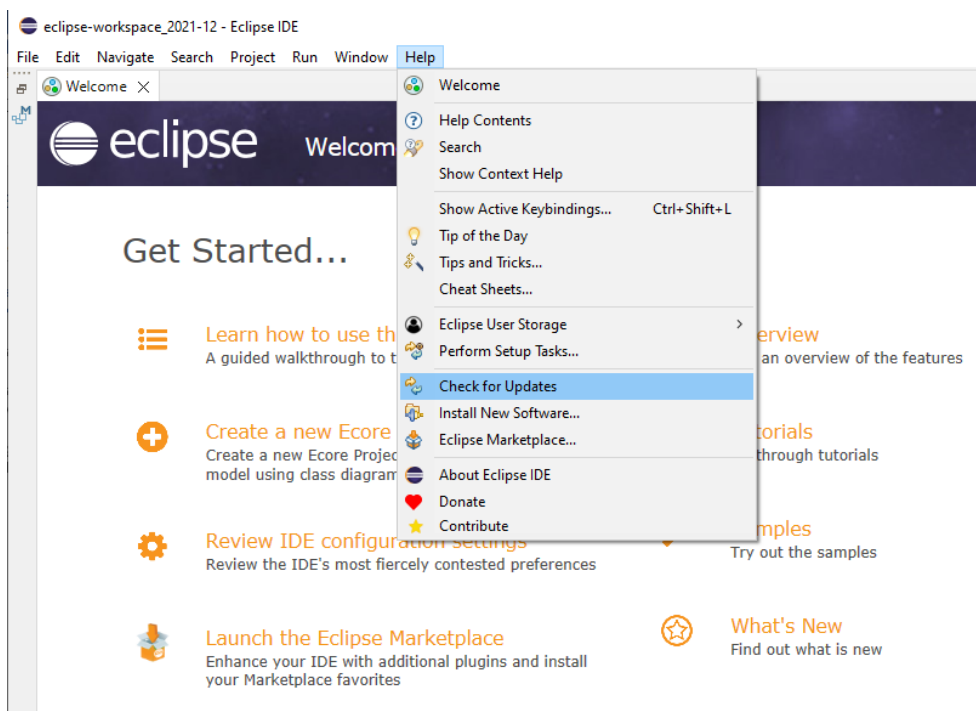 eclipse-workspace_2021-12 - Eclipse IDE
File Edit Navigate Search Project Run Window Help
Welcome
eclipse Welcom
Welcome
Help Contents
Search
Show Context Help
Show Active Keybindings... Ctrl+Shift+L
Tip of the Day
Tips and Tricks...
Cheat Sheets...
Eclipse User Storage
Perform Setup Tasks...
Check for Updates
Install New Software...
Eclipse Marketplace...
About Eclipse IDE
Donate
Contribute
Get Started...
Learn how to use th
A guided walkthrough to t
Create a new Ecore
Create a new Ecore Projec
model using class diagram
Review IDE configuration settings
Review the IDE's most fiercely contested preferences
Launch the Eclipse Marketplace
Enhance your IDE with additional plugins and install
your Marketplace favorites
erview
an overview of the features
torials
through tutorials
mples
Try out the samples
What's New
Find out what is new